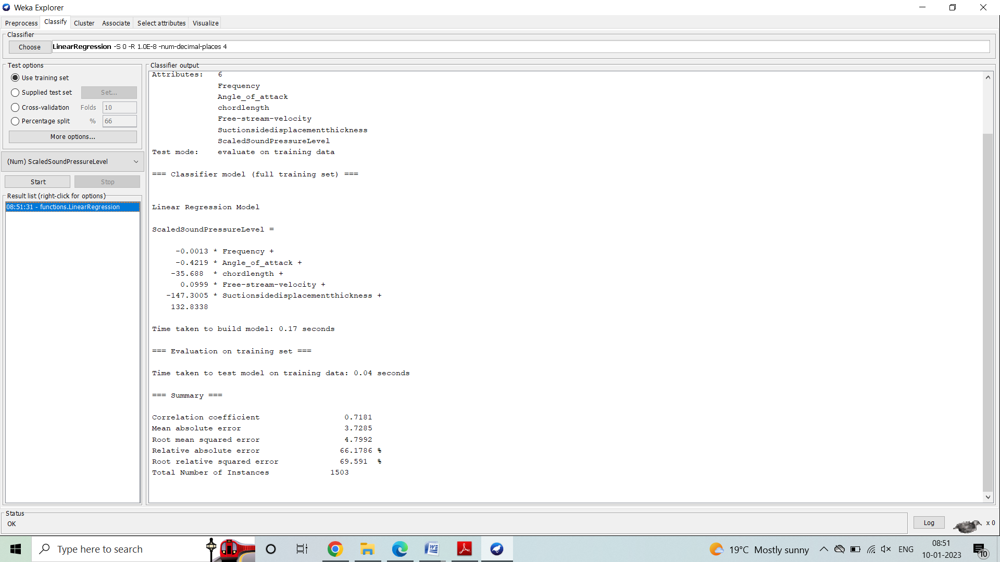 Weka Explorer
Preprocess Classify Cluster Associate Select attributes Visualize
Classifier
Choose LinearRegression -S 0 -R 1.0E-8 -num-decimal-places 4
Test options
Use training set
Supplied test set Set...
Cross-validation Folds 10
Percentage split % 66
More options...
(Num) ScaledSoundPressureLevel
Start Stop
Result list (right-click for options)
08:51:31 - functions.LinearRegression
Classifier output
Attributes: 6
Frequency
Angle_of_attack
chordlength
Free-stream-velocity
Suctionsidedisplacementthickness
ScaledSoundPressureLevel
Test mode: evaluate on training data
=== Classifier model (full training set) ===
Linear Regression Model
ScaledSoundPressureLevel =
-0.0013 * Frequency +
-0.4219 * Angle_of_attack +
-35.688 * chordlength +
0.0999 * Free-stream-velocity +
-147.3005 * Suctionsidedisplacementthickness +
132.8338
Time taken to build model: 0.17 seconds
=== Evaluation on training set ===
Time taken to test model on training data: 0.04 seconds
=== Summary ===
Correlation coefficient 0.7181
Mean absolute error 3.7285
Root mean squared error 4.7992
Relative absolute error 66.1786 %
Root relative squared error 69.591 %
Total Number of Instances 1503
Status
OK
Log x 0
Type here to search
19°C Mostly sunny
ENG
08:51
10-01-2023
10